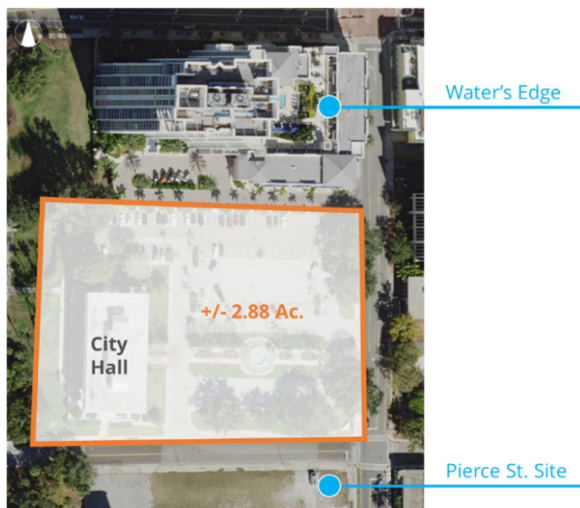 Water's Edge
+/- 2.88 Ac.
City
Hall
Pierce St. Site